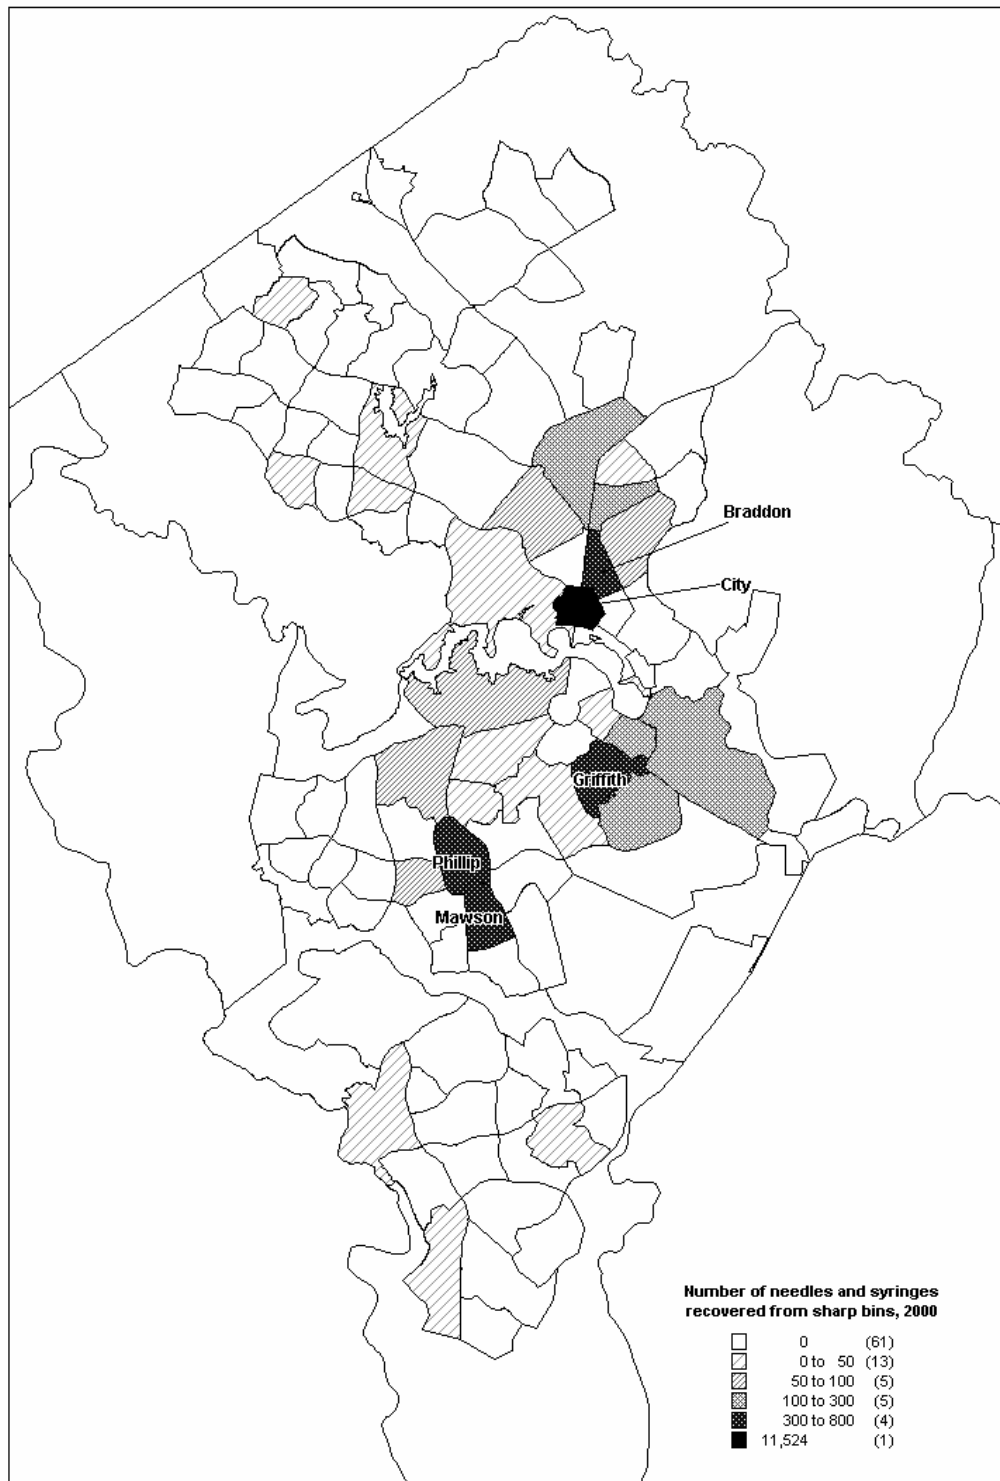 Braddon
City
Griffith
Phillip
Mawson
Number of needles and syringes
recovered from sharp bins, 2000
0 (61)
0 to 50 (13)
50 to 100 (5)
100 to 300 (5)
300 to 800 (4)
11,524 (1)